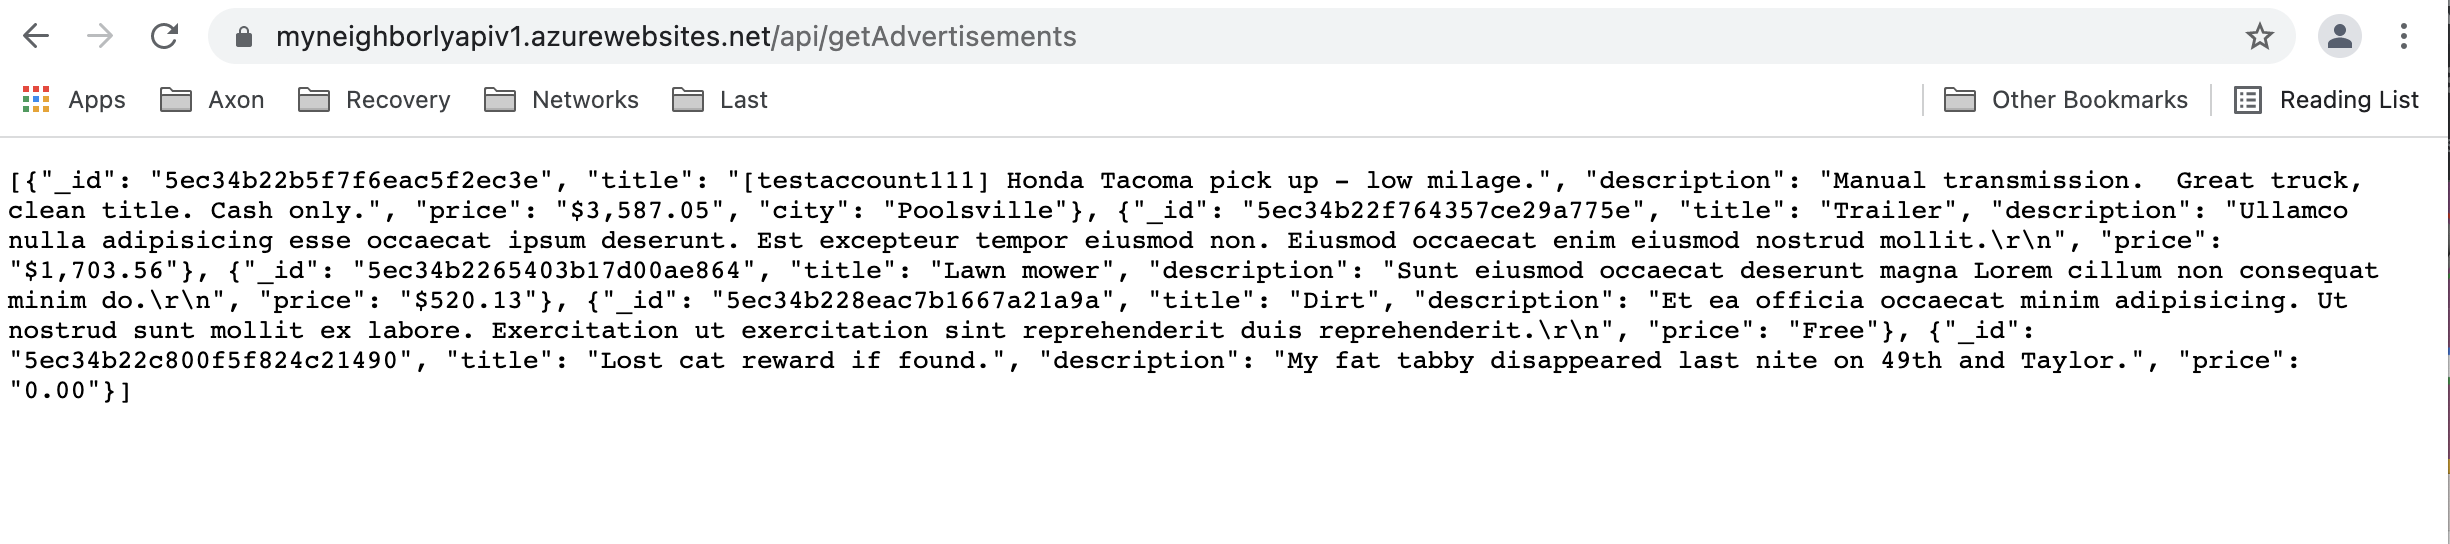 myneighborlyapiv1.azurewebsites.net/api/getAdvertisements
Apps Axon Recovery Networks Last Other Bookmarks Reading List
[{"_id": "5ec34b22b5f7f6eac5f2ec3e", "title": "[testaccount111] Honda Tacoma pick up - low milage.", "description": "Manual transmission.  Great truck,
clean title. Cash only.", "price": "$3,587.05", "city": "Poolsville"}, {"_id": "5ec34b22f764357ce29a775e", "title": "Trailer", "description": "Ullamco
nulla adipisicing esse occaecat ipsum deserunt. Est excepteur tempor eiusmod non. Eiusmod occaecat enim eiusmod nostrud mollit.\r\n", "price":
"$1,703.56"}, {"_id": "5ec34b2265403b17d00ae864", "title": "Lawn mower", "description": "Sunt eiusmod occaecat deserunt magna Lorem cillum non consequat
minim do.\r\n", "price": "$520.13"}, {"_id": "5ec34b228eac7b1667a21a9a", "title": "Dirt", "description": "Et ea officia occaecat minim adipisicing. Ut
nostrud sunt mollit ex labore. Exercitation ut exercitation sint reprehenderit duis reprehenderit.\r\n", "price": "Free"}, {"_id":
"5ec34b22c800f5f824c21490", "title": "Lost cat reward if found.", "description": "My fat tabby disappeared last nite on 49th and Taylor.", "price":
"0.00"}]